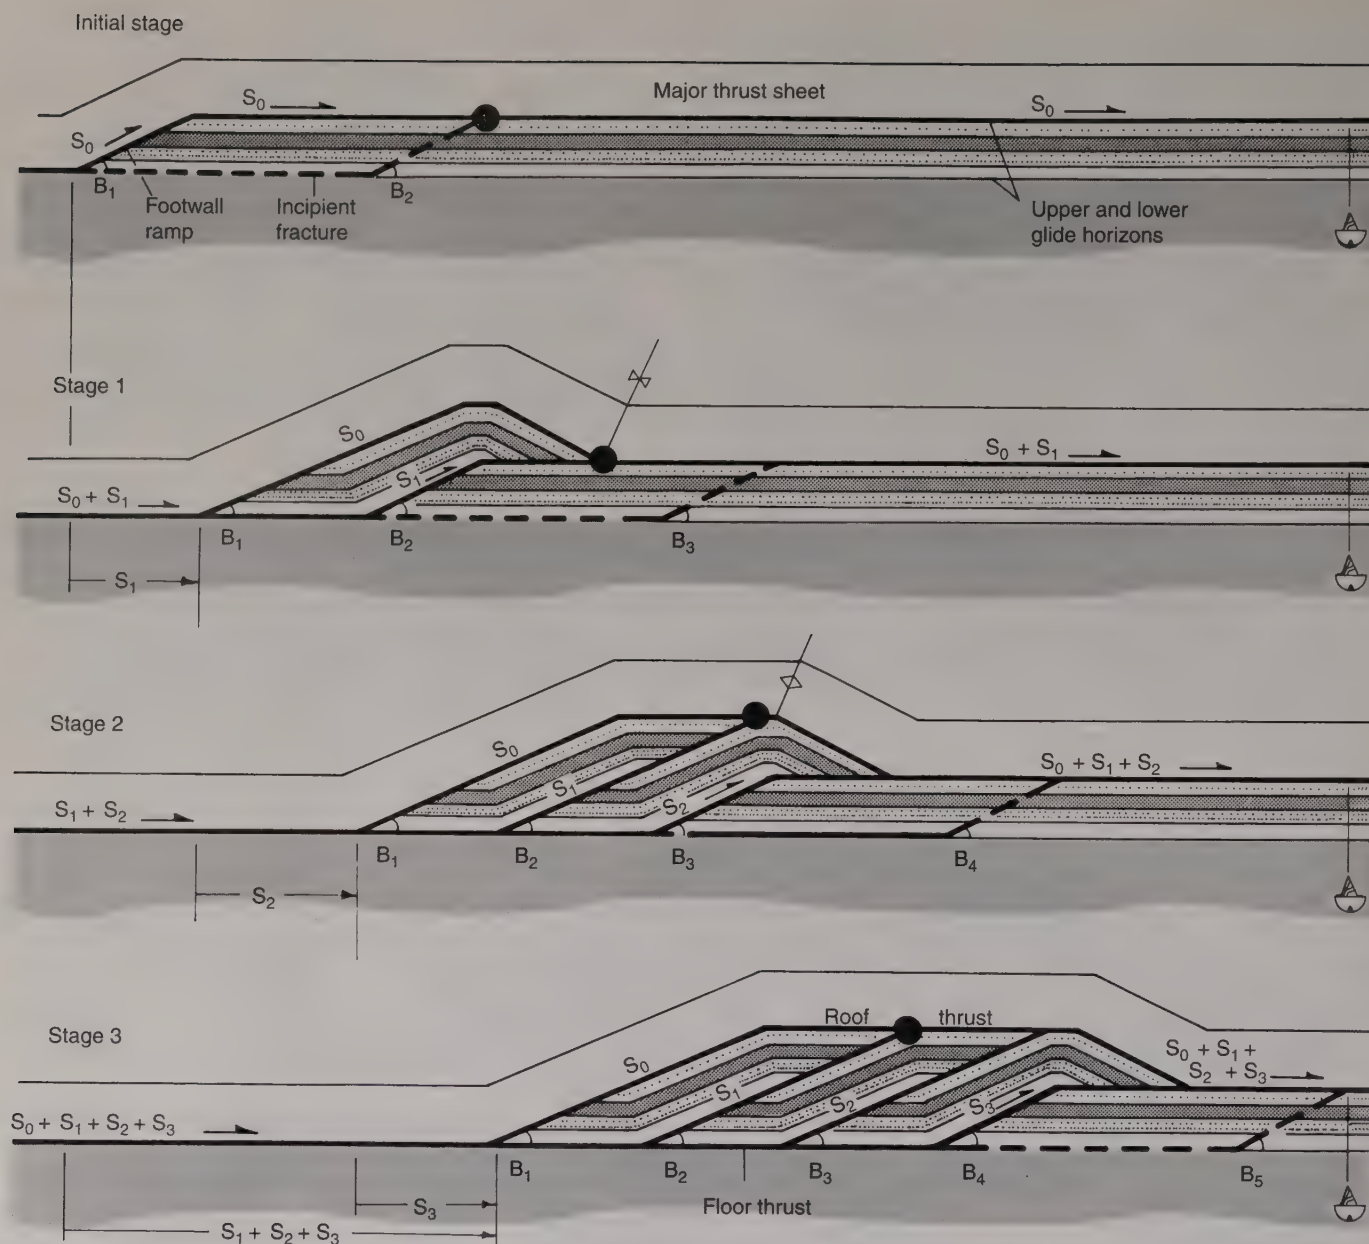 Initial stage
S₀
Major thrust sheet
S₀
S₀
B₁
B₂
Footwall
ramp
Incipient
fracture
Upper and lower
glide horizons
Stage 1
S₀
S₀ + S₁
S₁
S₀ + S₁
B₁
B₂
B₃
S₁
Stage 2
S₀
S₀ + S₁ + S₂
S₁
S₂
S₁ + S₂
B₁
B₂
B₃
B₄
S₂
Stage 3
Roof thrust
S₀
S₀ + S₁ +
S₂ + S₃
S₁
S₂
S₃
S₀ + S₁ + S₂ + S₃
B₁
B₂
B₃
B₄
B₅
S₃
Floor thrust
S₁ + S₂ + S₃